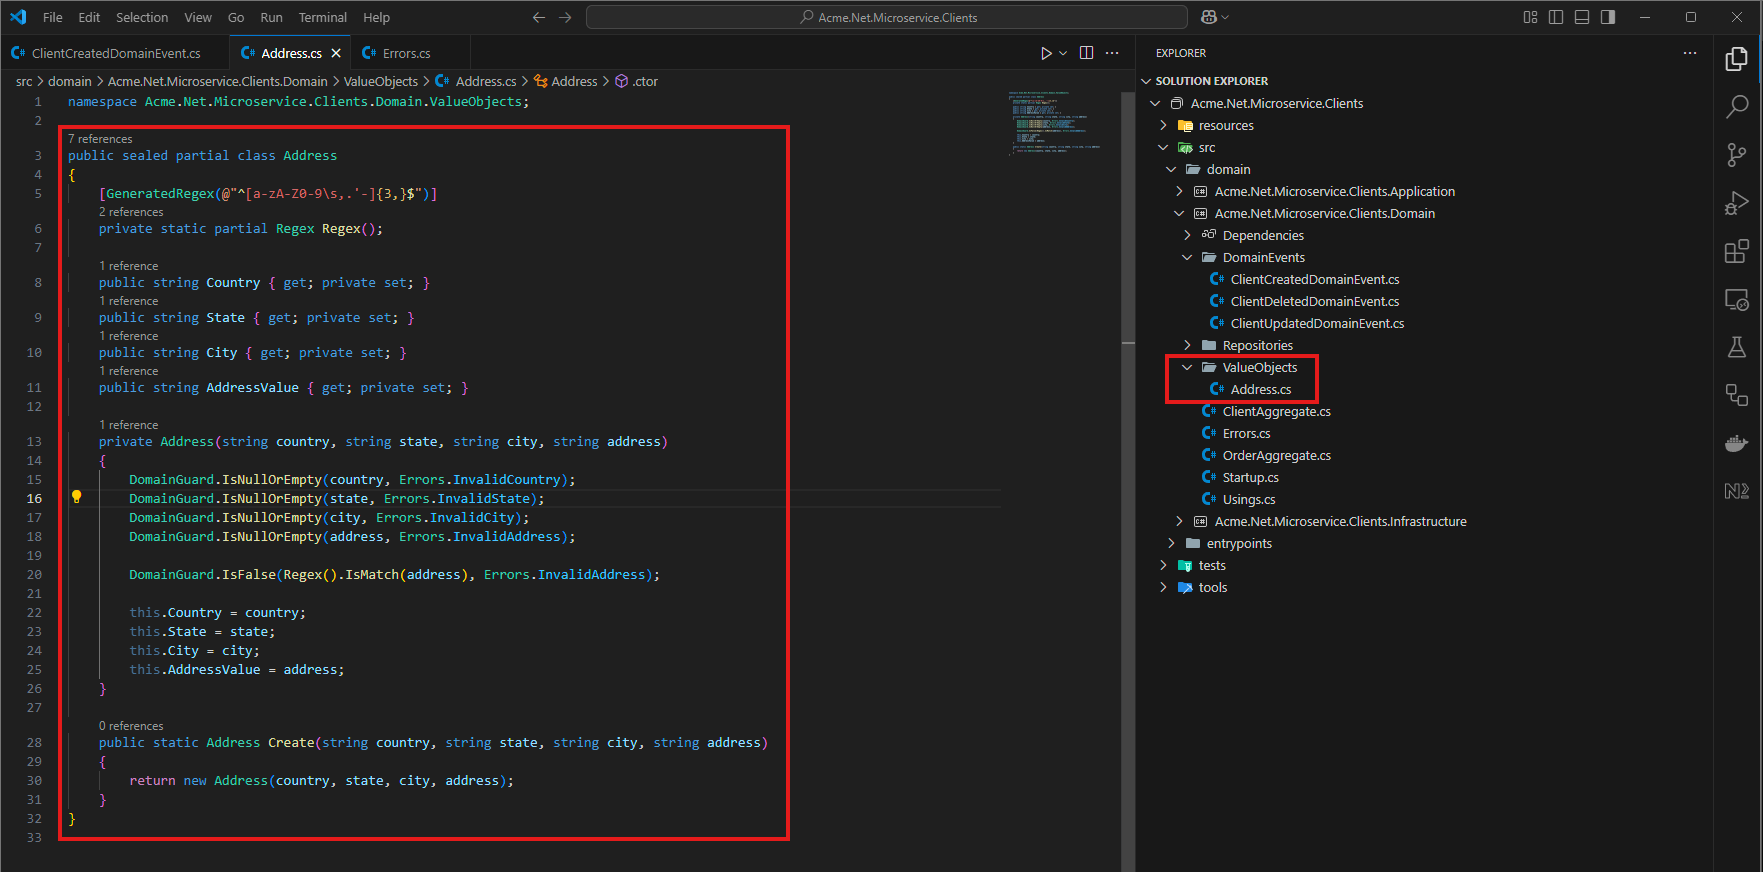 File Edit Selection View Go Run Terminal Help
Acme.Net.Microservice.Clients
ClientCreatedDomainEvent.cs
Address.cs
Errors.cs
src > domain > Acme.Net.Microservice.Clients.Domain > ValueObjects > Address.cs > Address > .ctor
1 namespace Acme.Net.Microservice.Clients.Domain.ValueObjects;
2
7 references
3 public sealed partial class Address
4 {
5 [GeneratedRegex(@"^[a-zA-Z0-9\s,.'-]{3,}$")]
2 references
6 private static partial Regex Regex();
7
1 reference
8 public string Country { get; private set; }
1 reference
9 public string State { get; private set; }
1 reference
10 public string City { get; private set; }
1 reference
11 public string AddressValue { get; private set; }
12
1 reference
13 private Address(string country, string state, string city, string address)
14 {
15 DomainGuard.IsNullOrEmpty(country, Errors.InvalidCountry);
16 DomainGuard.IsNullOrEmpty(state, Errors.InvalidState);
17 DomainGuard.IsNullOrEmpty(city, Errors.InvalidCity);
18 DomainGuard.IsNullOrEmpty(address, Errors.InvalidAddress);
19
20 DomainGuard.IsFalse(Regex().IsMatch(address), Errors.InvalidAddress);
21
22 this.Country = country;
23 this.State = state;
24 this.City = city;
25 this.AddressValue = address;
26 }
27
0 references
28 public static Address Create(string country, string state, string city, string address)
29 {
30 return new Address(country, state, city, address);
31 }
32 }
33
EXPLORER
SOLUTION EXPLORER
Acme.Net.Microservice.Clients
resources
src
domain
Acme.Net.Microservice.Clients.Application
Acme.Net.Microservice.Clients.Domain
Dependencies
DomainEvents
ClientCreatedDomainEvent.cs
ClientDeletedDomainEvent.cs
ClientUpdatedDomainEvent.cs
Repositories
ValueObjects
Address.cs
ClientAggregate.cs
Errors.cs
OrderAggregate.cs
Startup.cs
Usings.cs
Acme.Net.Microservice.Clients.Infrastructure
entrypoints
tests
tools